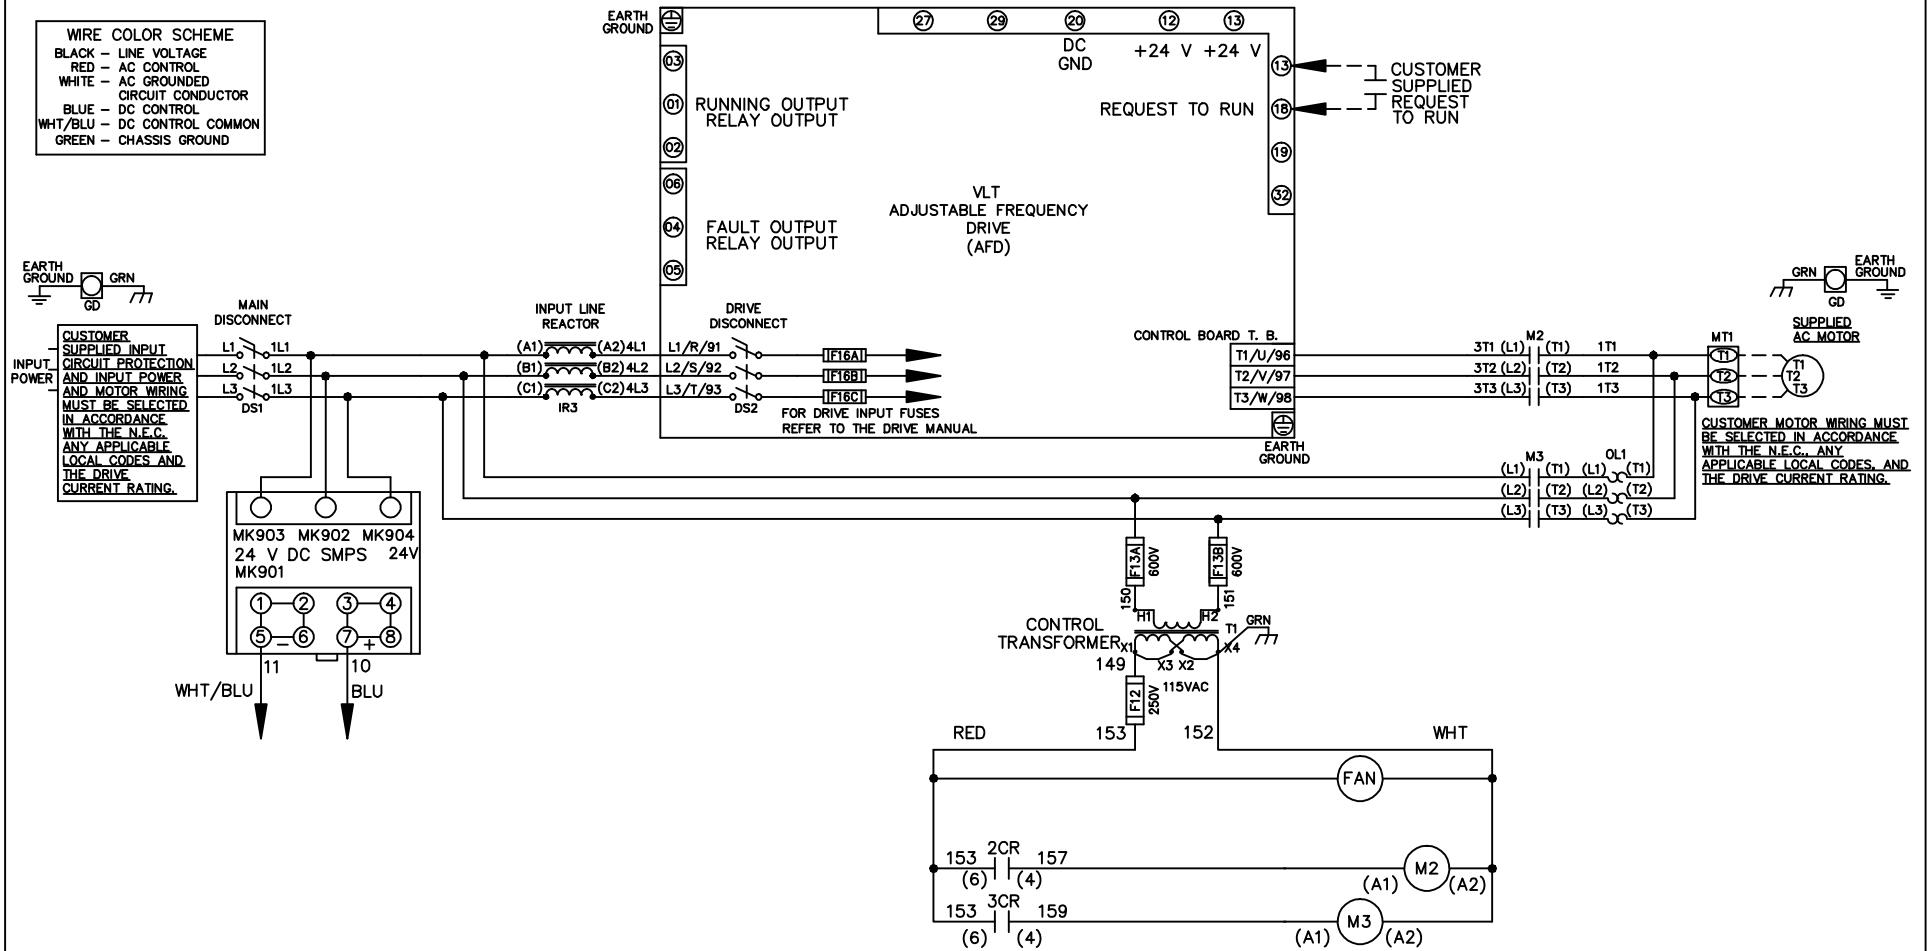 WIRE COLOR SCHEME
BLACK – LINE VOLTAGE
RED – AC CONTROL
WHITE – AC GROUNDED
CIRCUIT CONDUCTOR
BLUE – DC CONTROL
WHT/BLU – DC CONTROL COMMON
GREEN – CHASSIS GROUND
EARTH
GROUND
27
29
20
12
13
DC
GND
+24 V +24 V
03
01
02
RUNNING OUTPUT
RELAY OUTPUT
06
04
05
FAULT OUTPUT
RELAY OUTPUT
VLT
ADJUSTABLE FREQUENCY
DRIVE
(AFD)
REQUEST TO RUN
13
18
19
32
CUSTOMER
SUPPLIED
REQUEST
TO RUN
EARTH
GROUND
GRN
GD
INPUT
POWER
CUSTOMER
SUPPLIED INPUT
CIRCUIT PROTECTION
AND INPUT POWER
AND MOTOR WIRING
MUST BE SELECTED
IN ACCORDANCE
WITH THE N.E.C.
ANY APPLICABLE
LOCAL CODES AND
THE DRIVE
CURRENT RATING.
MAIN
DISCONNECT
L1 1L1
L2 1L2
L3 1L3
DS1
INPUT LINE
REACTOR
(A1) (A2) 4L1
(B1) (B2) 4L2
(C1) (C2) 4L3
IR3
DRIVE
DISCONNECT
L1/R/91
L2/S/92
L3/T/93
DS2
F16A
F16B
F16C
FOR DRIVE INPUT FUSES
REFER TO THE DRIVE MANUAL
CONTROL BOARD T. B.
T1/U/96
T2/V/97
T3/W/98
EARTH
GROUND
M2
3T1 (L1) (T1) 1T1
3T2 (L2) (T2) 1T2
3T3 (L3) (T3) 1T3
GRN
GD
EARTH
GROUND
SUPPLIED
AC MOTOR
MT1
T1
T2
T3
T1
T2
T3
CUSTOMER MOTOR WIRING MUST
BE SELECTED IN ACCORDANCE
WITH THE N.E.C., ANY
APPLICABLE LOCAL CODES, AND
THE DRIVE CURRENT RATING.
M3 OL1
(L1) (T1) (L1) (T1)
(L2) (T2) (L2) (T2)
(L3) (T3) (L3) (T3)
MK903 MK902 MK904
24 V DC SMPS 24V
MK901
1 2 3 4
5 – 6 7 + 8
11
10
WHT/BLU
BLU
F13A
600V
F13B
600V
150
151
H1
H2
GRN
CONTROL
TRANSFORMER
T1
X1
X3 X2
X4
149
115VAC
F12
250V
153
152
RED
WHT
FAN
153 2CR 157
(6) (4)
M2
(A1) (A2)
153 3CR 159
(6) (4)
M3
(A1) (A2)